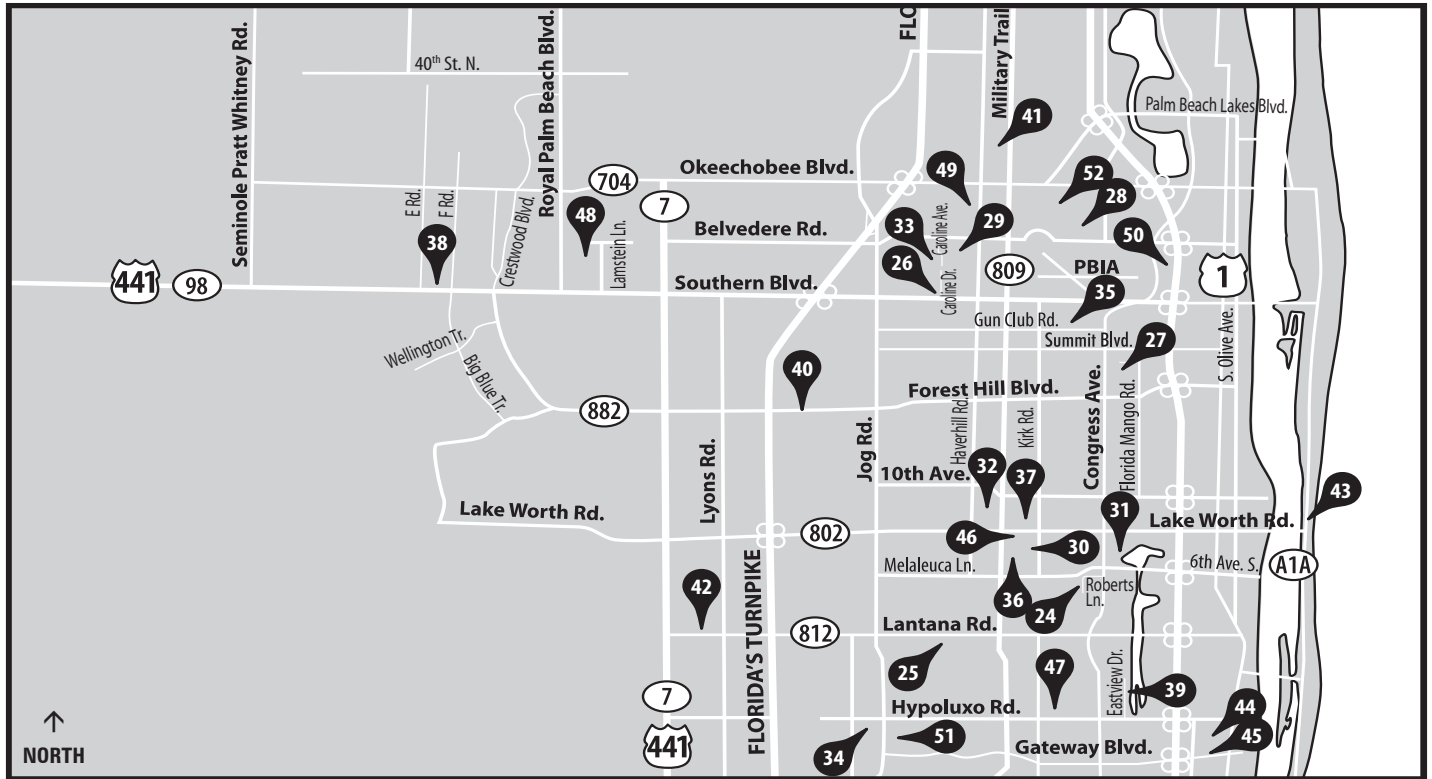 FLO
Military Trail
Seminole Pratt Whitney Rd.
Royal Palm Beach Blvd.
40th St. N.
41
Palm Beach Lakes Blvd.
Okeechobee Blvd.
704
49
52
28
E Rd.
F Rd.
Crestwood Blvd.
48
7
Lamstein Ln.
Belvedere Rd.
33
Caroline Ave.
29
50
38
26
Caroline Dr.
809
PBIA
1
441
98
Southern Blvd.
35
Gun Club Rd.
Summit Blvd.
27
S. Olive Ave.
Wellington Tr.
Big Blue Tr.
40
Forest Hill Blvd.
882
Haverhill Rd.
Kirk Rd.
Congress Ave.
Florida Mango Rd.
Jog Rd.
Lyons Rd.
10th Ave.
32
37
43
Lake Worth Rd.
802
46
30
31
Lake Worth Rd.
Melaleuca Ln.
6th Ave. S.
A1A
42
FLORIDA'S TURNPIKE
36
24
Roberts
Ln.
812
Lantana Rd.
25
47
Eastview Dr.
39
7
Hypoluxo Rd.
44
441
34
51
Gateway Blvd.
45
NORTH